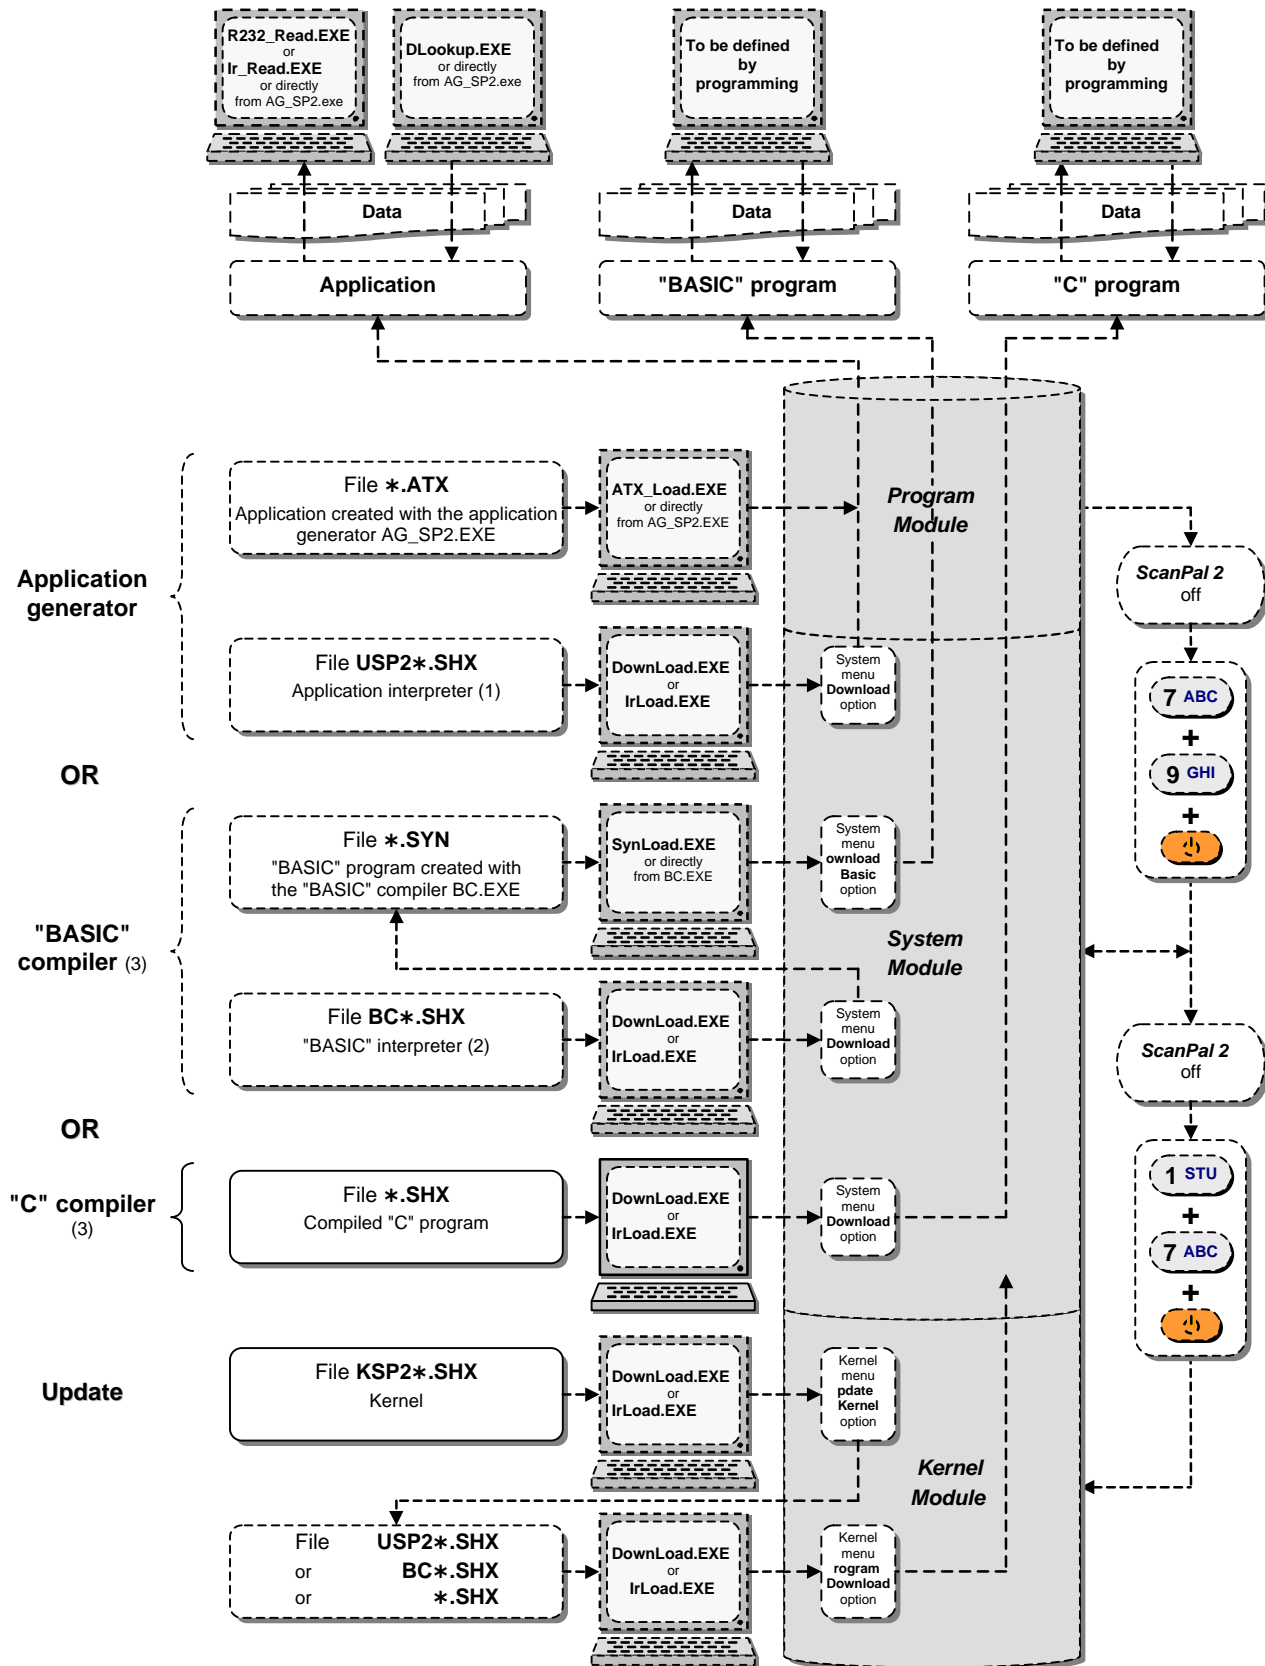 R232_Read.EXE
or
Ir_Read.EXE
or directly
from AG_SP2.exe
DLookup.EXE
or directly
from AG_SP2.exe
To be defined
by
programming
To be defined
by
programming
Data
Data
Data
Application
"BASIC" program
"C" program
Application
generator
File ∗.ATX
Application created with the application
generator AG_SP2.EXE
ATX_Load.EXE
or directly
from AG_SP2.EXE
Program
Module
ScanPal 2
off
File USP2∗.SHX
Application interpreter (1)
DownLoad.EXE
or
IrLoad.EXE
System
menu
Download
option
7 ABC
+
9 GHI
+
OR
"BASIC"
compiler (3)
File ∗.SYN
"BASIC" program created with
the "BASIC" compiler BC.EXE
SynLoad.EXE
or directly
from BC.EXE
System
menu
ownload
Basic
option
System
Module
File BC∗.SHX
"BASIC" interpreter (2)
DownLoad.EXE
or
IrLoad.EXE
System
menu
Download
option
ScanPal 2
off
OR
"C" compiler
(3)
File ∗.SHX
Compiled "C" program
DownLoad.EXE
or
IrLoad.EXE
System
menu
Download
option
1 STU
+
7 ABC
+
Update
File KSP2∗.SHX
Kernel
DownLoad.EXE
or
IrLoad.EXE
Kernel
menu
pdate
Kernel
option
Kernel
Module
File USP2∗.SHX
or BC∗.SHX
or ∗.SHX
DownLoad.EXE
or
IrLoad.EXE
Kernel
menu
rogram
Download
option